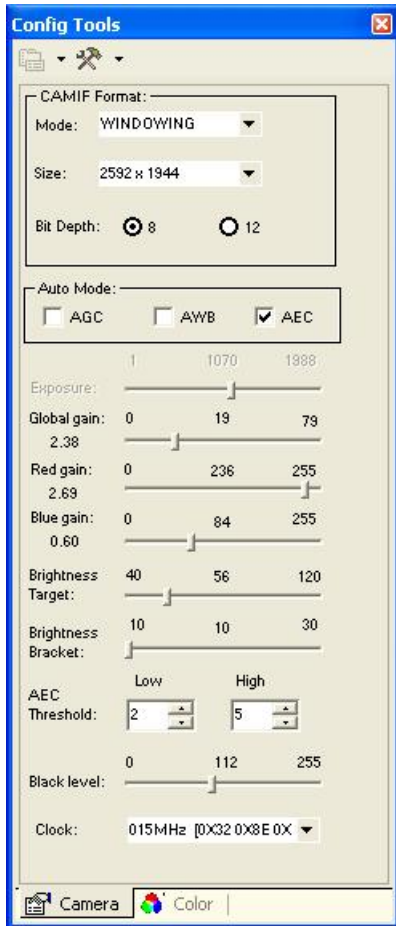 Config Tools
CAMIF Format:
Mode: WINDOWING
Size: 2592 x 1944
Bit Depth: 8 12
Auto Mode:
AGC AWB AEC
1 1070 1988
Exposure:
Global gain: 0 19 79
2.38
Red gain: 0 236 255
2.69
Blue gain: 0 84 255
0.60
Brightness Target: 40 56 120
Brightness Bracket: 10 10 30
Low High
AEC Threshold: 2 5
0 112 255
Black level:
Clock: 015MHz [0X32 0X8E 0X
Camera Color